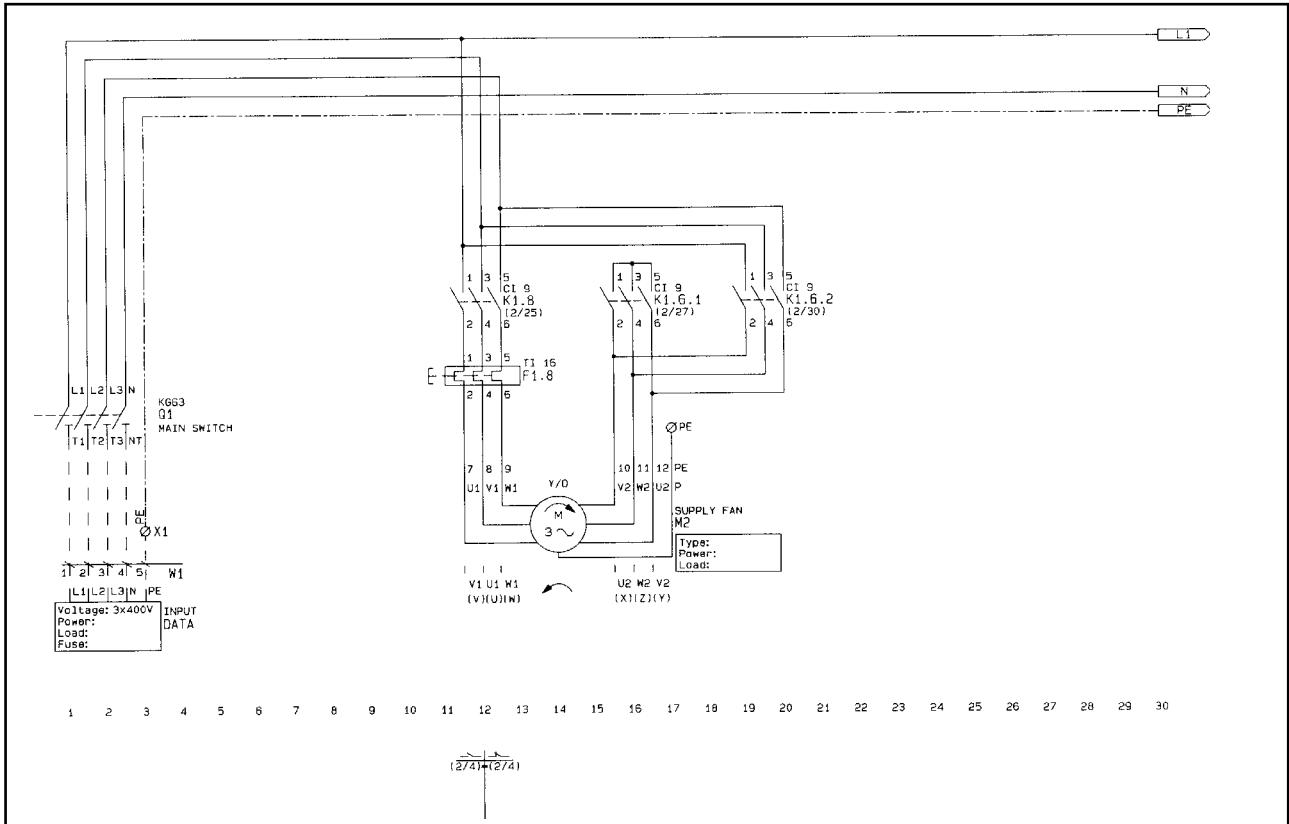 L1
N
PE
1 3 5
CI 9
K1.8
(2/25)
2 4 6
1 3 5
CI 9
K1.6.1
(2/27)
2 4 6
1 3 5
CI 9
K1.6.2
(2/30)
2 4 6
1 3 5
TI 16
F1.8
2 4 6
L1 L2 L3 N
KG63
Q1
MAIN SWITCH
T1 T2 T3 NT
PE
7 8 9
10 11 12 PE
U1 V1 W1
Y/D
V2 W2 U2 P
M
3
SUPPLY FAN
M2
Type:
Power:
Load:
PE
X1
1 2 3 4 5 W1
L1 L2 L3 N PE
V1 U1 W1
(V)(U)(W)
U2 W2 V2
(X)(Z)(Y)
Voltage: 3x400V
Power:
Load:
Fuse:
INPUT
DATA
1 2 3 4 5 6 7 8 9 10 11 12 13 14 15 16 17 18 19 20 21 22 23 24 25 26 27 28 29 30
(2/4) (2/4)